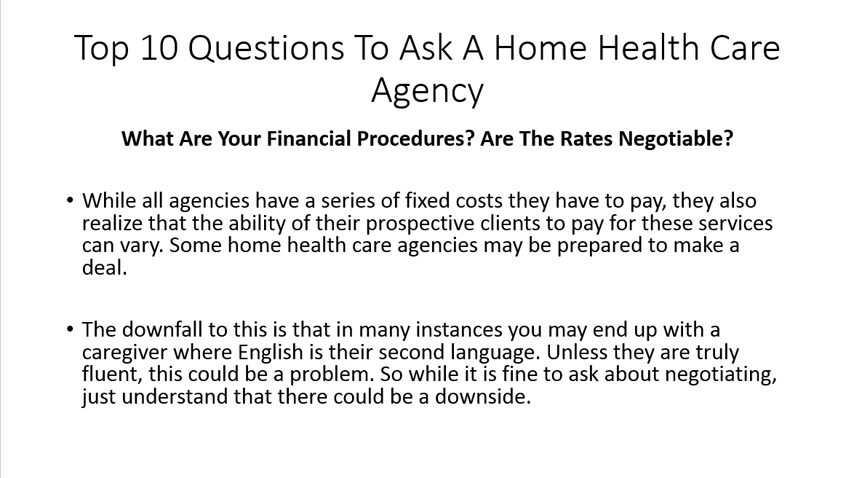 Top 10 Questions To Ask A Home Health Care
Agency
What Are Your Financial Procedures? Are The Rates Negotiable?
• While all agencies have a series of fixed costs they have to pay, they also
realize that the ability of their prospective clients to pay for these services
can vary. Some home health care agencies may be prepared to make a
deal.
• The downfall to this is that in many instances you may end up with a
caregiver where English is their second language. Unless they are truly
fluent, this could be a problem. So while it is fine to ask about negotiating,
just understand that there could be a downside.